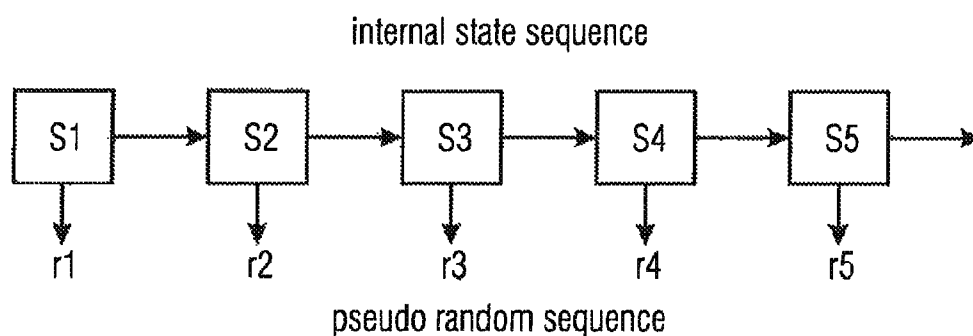 internal state sequence
S1 S2 S3 S4 S5
r1 r2 r3 r4 r5
pseudo random sequence